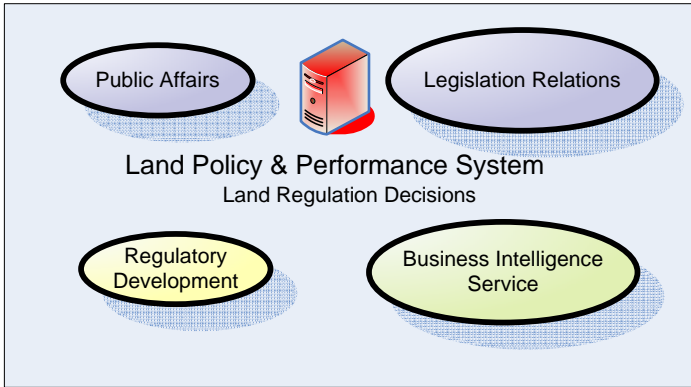 Public Affairs
Legislation Relations
Land Policy & Performance System
Land Regulation Decisions
Regulatory
Development
Business Intelligence
Service